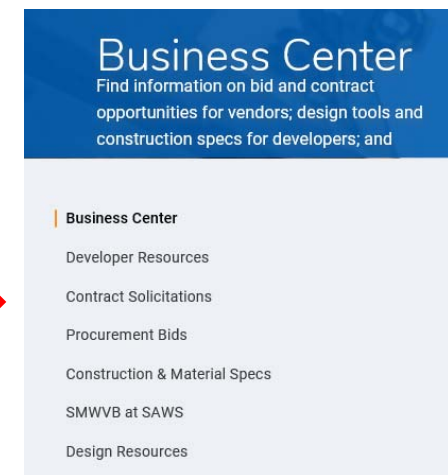 Business Center
Find information on bid and contract
opportunities for vendors; design tools and
construction specs for developers; and
Business Center
Developer Resources
Contract Solicitations
Procurement Bids
Construction & Material Specs
SMWVB at SAWS
Design Resources